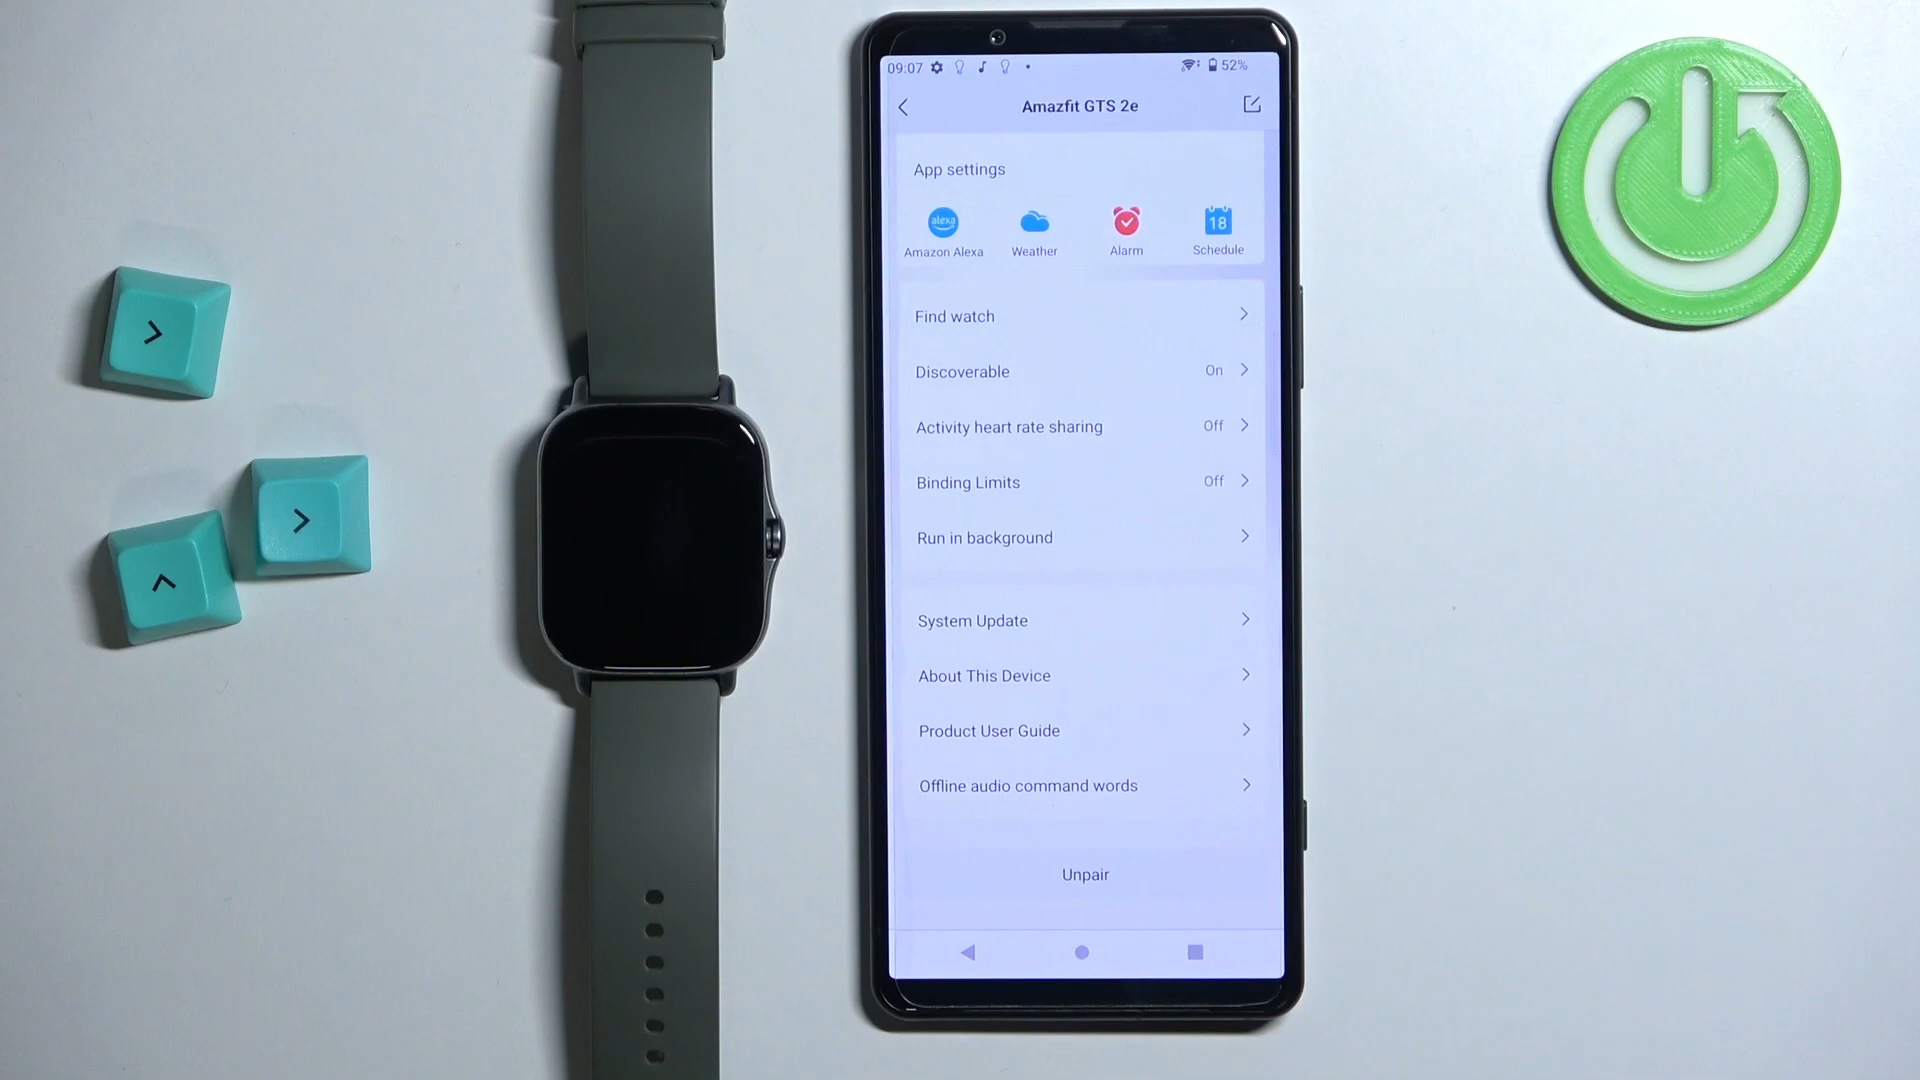 09:07
52%
Amazfit GTS 2e
App settings
alexa
18
Amazon Alexa
Weather
Alarm
Schedule
Find watch
Discoverable On
Activity heart rate sharing Off
Binding Limits Off
Run in background
System Update
About This Device
Product User Guide
Offline audio command words
Unpair